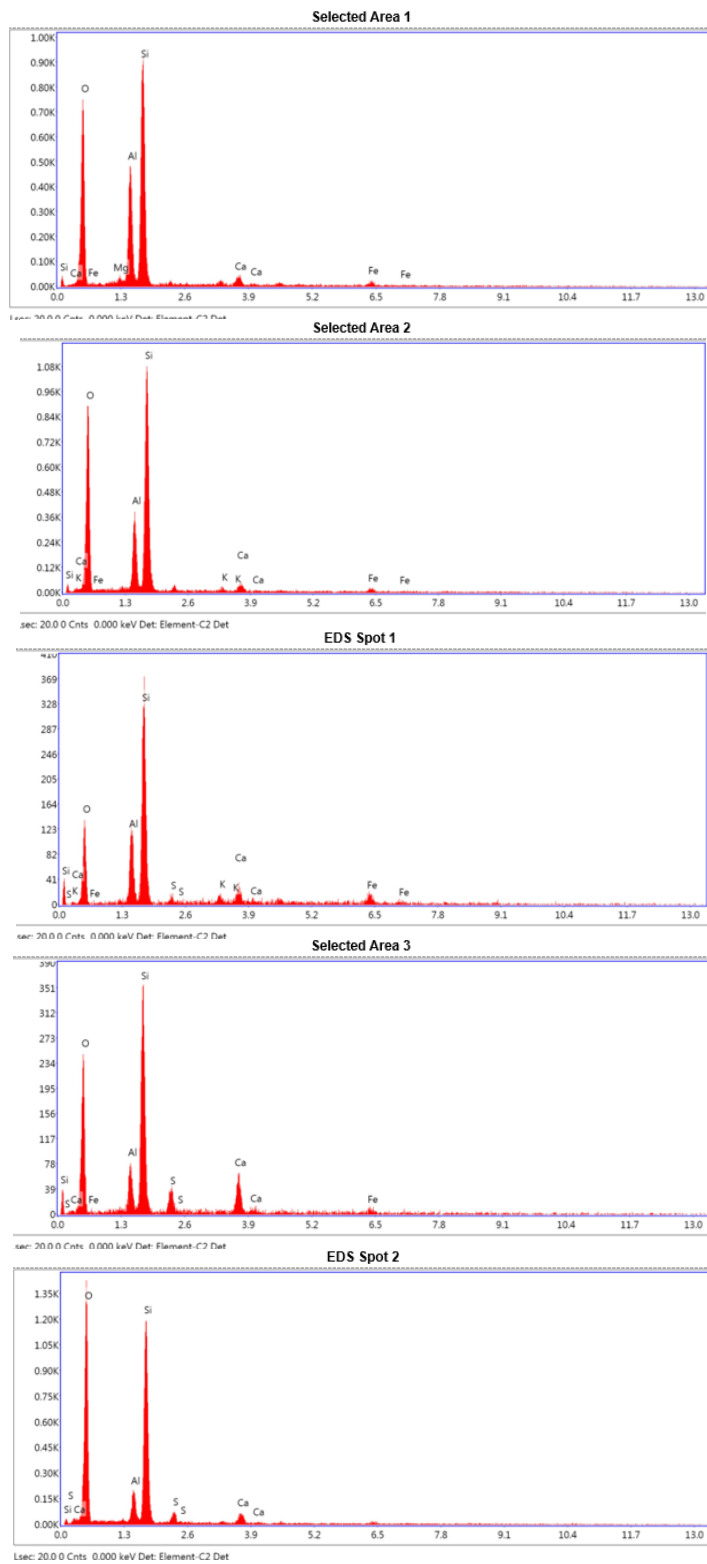 Selected Area 1
1.00K
Si
0.90K
O
0.80K
0.70K
0.60K
Al
0.50K
0.40K
0.30K
0.20K
0.10K
Si Ca Fe Mg Ca Ca Fe Fe
0.00K
0.0 1.3 2.6 3.9 5.2 6.5 7.8 9.1 10.4 11.7 13.0
Lsec: 20.0 0 Cnts 0.000 keV Det: Element-C2 Det
Selected Area 2
Si
1.08K
O
0.96K
0.84K
0.72K
0.60K
0.48K
Al
0.36K
0.24K
Ca Ca
0.12K
Si K Fe K K Ca Fe Fe
0.00K
0.0 1.3 2.6 3.9 5.2 6.5 7.8 9.1 10.4 11.7 13.0
.sec: 20.0 0 Cnts 0.000 keV Det: Element-C2 Det
EDS Spot 1
410
369
Si
328
287
246
205
164
O
123
Al
82
Ca
Si Ca
41
S K Fe S S K K Ca Fe Fe
0
0.0 1.3 2.6 3.9 5.2 6.5 7.8 9.1 10.4 11.7 13.0
sec: 20.0 0 Cnts 0.000 keV Det: Element-C2 Det
Selected Area 3
390
Si
351
312
273
O
234
195
156
117
Al
78
Ca
Si S
39
S Ca Fe S Ca Fe
0
0.0 1.3 2.6 3.9 5.2 6.5 7.8 9.1 10.4 11.7 13.0
sec: 20.0 0 Cnts 0.000 keV Det: Element-C2 Det
EDS Spot 2
1.35K
O
Si
1.20K
1.05K
0.90K
0.75K
0.60K
0.45K
0.30K
Al
S
0.15K
Si Ca S S Ca Ca
0.00K
0.0 1.3 2.6 3.9 5.2 6.5 7.8 9.1 10.4 11.7 13.0
Lsec: 20.0 0 Cnts 0.000 keV Det: Element-C2 Det